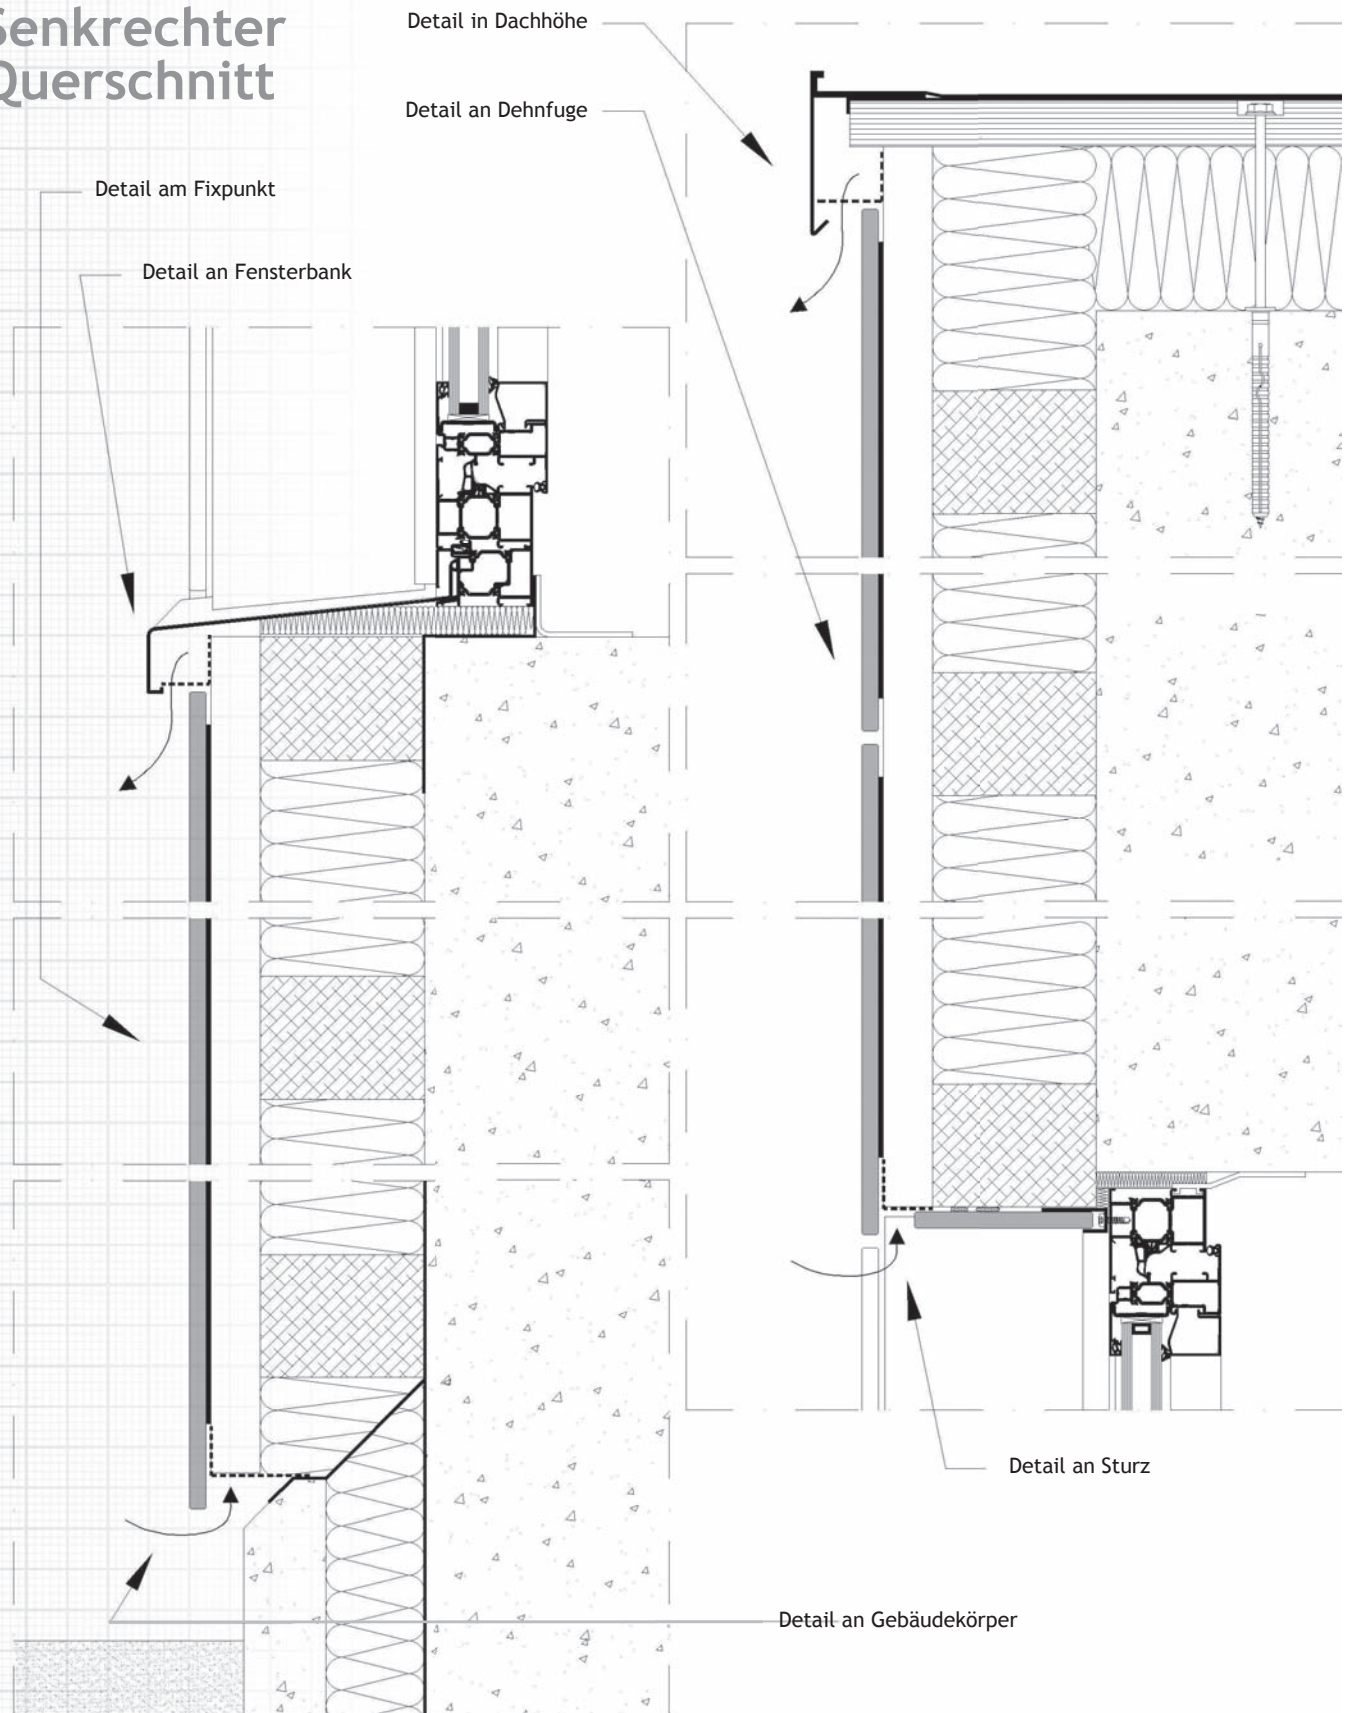 Senkrechter
Querschnitt
Detail in Dachhöhe
Detail an Dehnfuge
Detail am Fixpunkt
Detail an Fensterbank
Detail an Sturz
Detail an Gebäudekörper